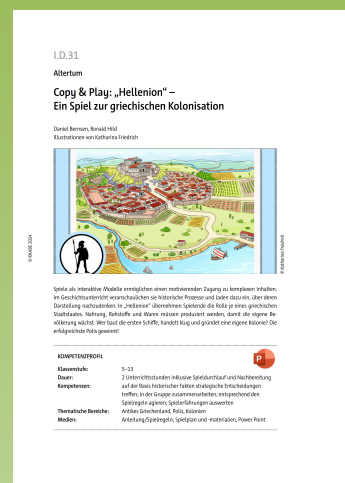 I.D.31
Altertum
Copy & Play: „Hellenion“ –
Ein Spiel zur griechischen Kolonisation
Daniel Bernsen, Ronald Hild
Illustrationen von Katharina Friedrich
© RAABE 2024
© Katharina Friedrich
Spiele als interaktive Modelle ermöglichen einen motivierenden Zugang zu komplexen Inhalten.
Im Geschichtsunterricht veranschaulichen sie historische Prozesse und laden dazu ein, über deren
Darstellung nachzudenken. In „Hellenion“ übernehmen Spielende die Rolle je eines griechischen
Stadtstaates. Nahrung, Rohstoffe und Waren müssen produziert werden, damit die eigene Be-
völkerung wächst. Wer baut die ersten Schiffe, handelt klug und gründet eine eigene Kolonie? Die
erfolgreichste Polis gewinnt!
KOMPETENZPROFIL
Klassenstufe: 5–13
Dauer: 2 Unterrichtsstunden inklusive Spieldurchlauf und Nachbereitung
Kompetenzen: auf der Basis historischer Fakten strategische Entscheidungen
treffen; in der Gruppe zusammenarbeiten; entsprechend den
Spielregeln agieren; Spielerfahrungen auswerten
Thematische Bereiche: Antikes Griechenland, Polis, Kolonien
Medien: Anleitung/Spielregeln; Spielplan und -materialien, Power Point
P